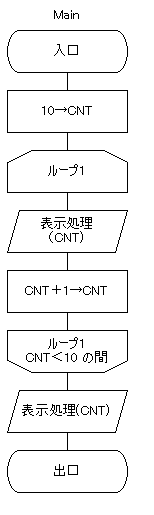 Main
入口
10→CNT
ループ1
表示処理
（CNT）
CNT＋1→CNT
ループ1
CNT＜10 の間
表示処理(CNT)
出口